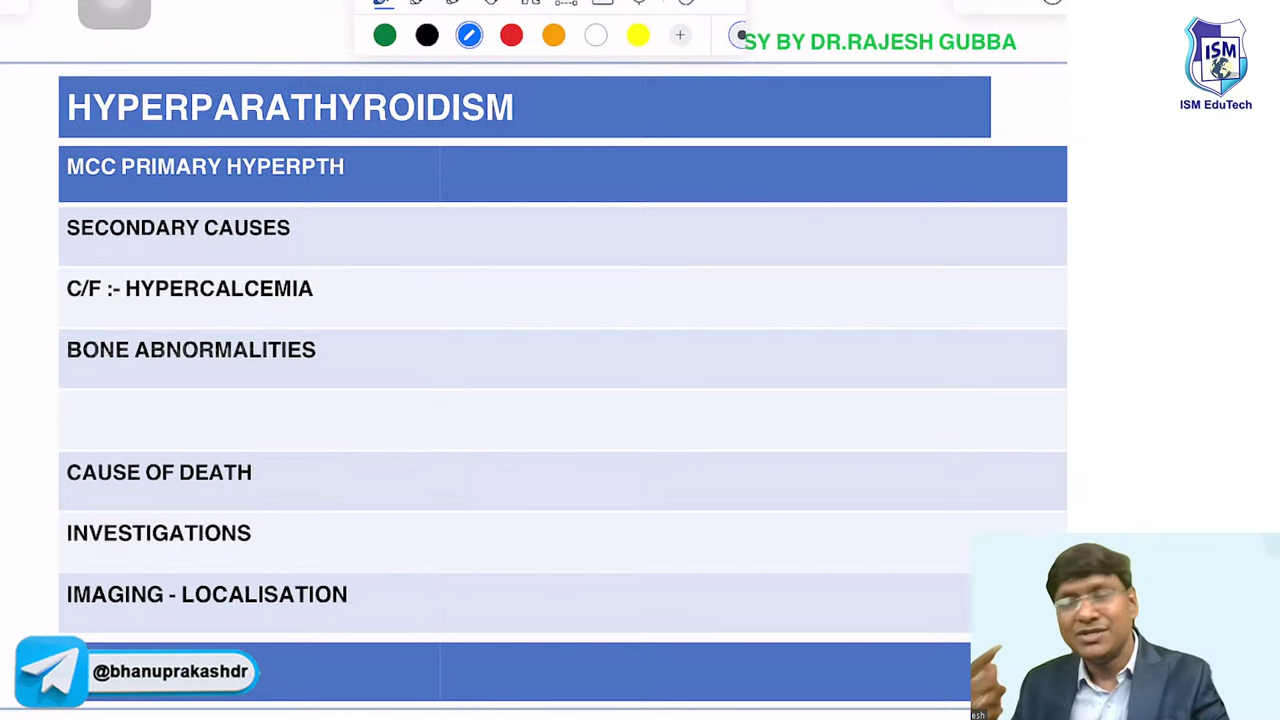 SY BY DR.RAJESH GUBBA
ISM
ISM EduTech
HYPERPARATHYROIDISM
MCC PRIMARY HYPERPTH
SECONDARY CAUSES
C/F :- HYPERCALCEMIA
BONE ABNORMALITIES
CAUSE OF DEATH
INVESTIGATIONS
IMAGING - LOCALISATION
@bhanuprakashdr
esh